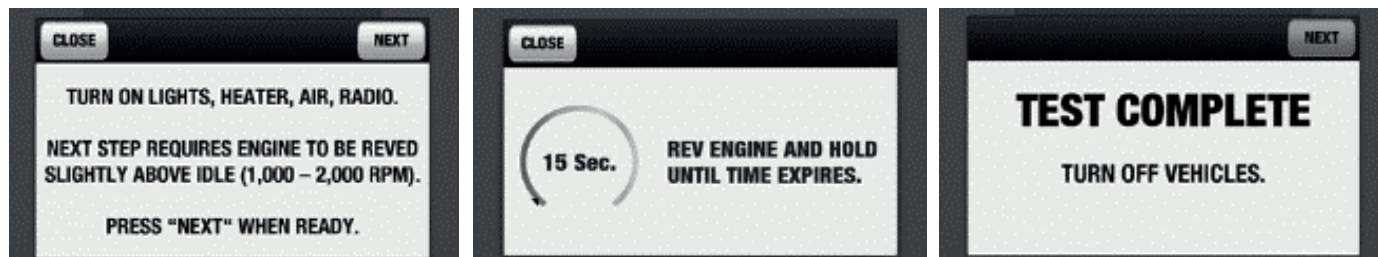 CLOSE
NEXT
TURN ON LIGHTS, HEATER, AIR, RADIO.
NEXT STEP REQUIRES ENGINE TO BE REVED
SLIGHTLY ABOVE IDLE (1,000 – 2,000 RPM).
PRESS "NEXT" WHEN READY.
CLOSE
15 Sec.
REV ENGINE AND HOLD
UNTIL TIME EXPIRES.
NEXT
TEST COMPLETE
TURN OFF VEHICLES.